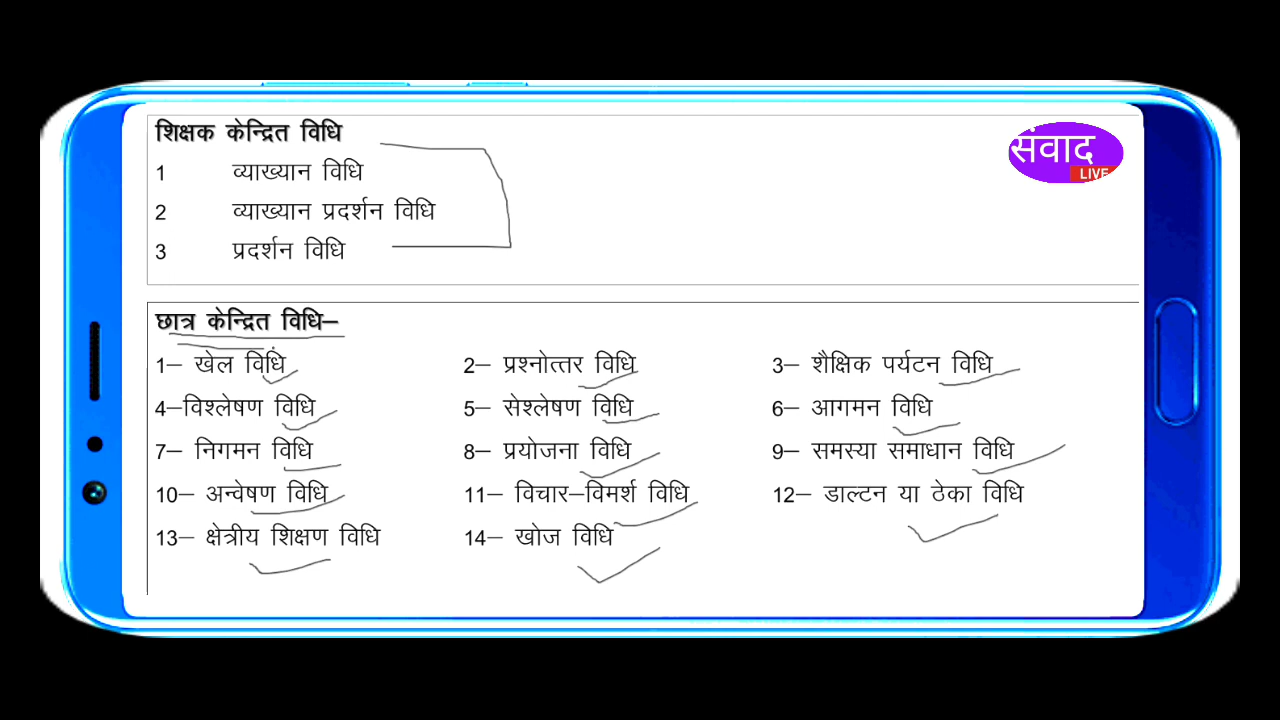 शिक्षक केन्द्रित विधि
संवाद
LIVE
1 व्याख्यान विधि
2 व्याख्यान प्रदर्शन विधि
3 प्रदर्शन विधि
छात्र केन्द्रित विधि–
1– खेल विधि 2– प्रश्नोत्तर विधि 3– शैक्षिक पर्यटन विधि
4–विश्लेषण विधि 5– सेश्लेषण विधि 6– आगमन विधि
7– निगमन विधि 8– प्रयोजना विधि 9– समस्या समाधान विधि
10– अन्वेषण विधि 11– विचार–विमर्श विधि 12– डाल्टन या ठेका विधि
13– क्षेत्रीय शिक्षण विधि 14– खोज विधि